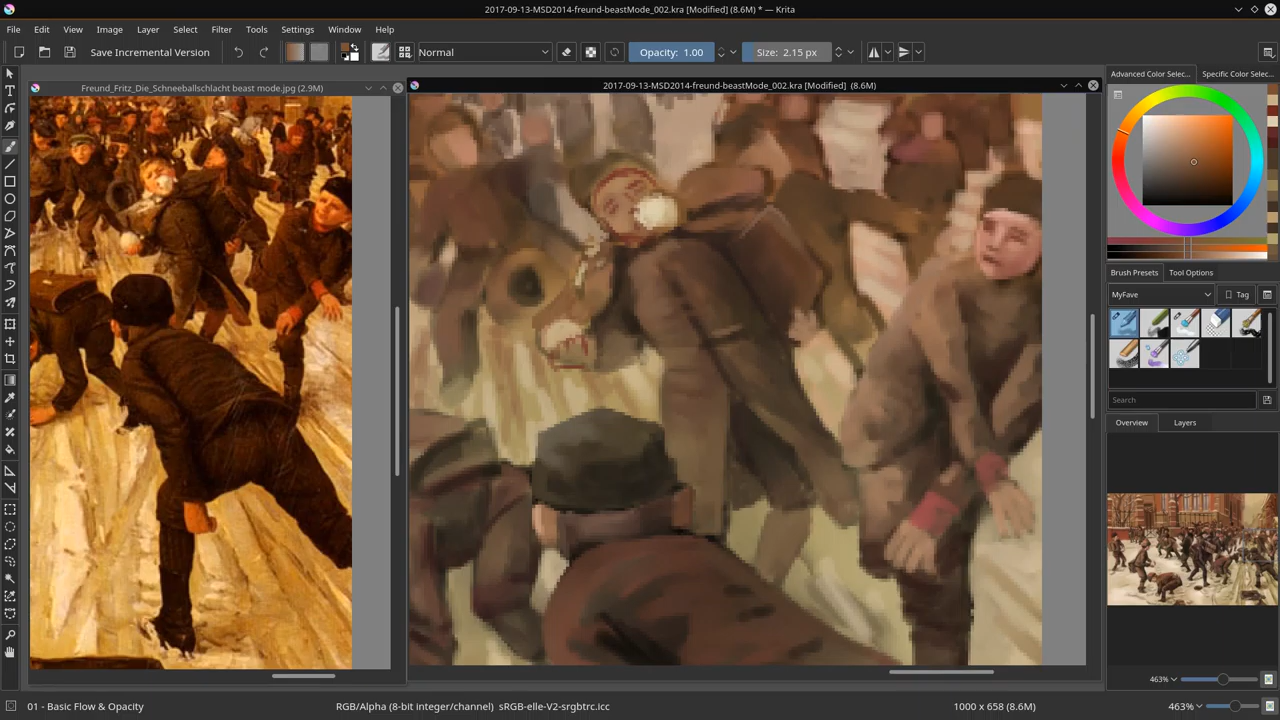 2017-09-13-MSD2014-freund-beastMode_002.kra [Modified] (8.6M) * — Krita
File Edit View Image Layer Select Filter Tools Settings Window Help
Save Incremental Version Normal Opacity: 1.00 Size: 2.15 px
Freund_Fritz_Die_Schneeballschlacht beast mode.jpg (2.9M)
2017-09-13-MSD2014-freund-beastMode_002.kra [Modified] (8.6M)
Advanced Color Selec... Specific Color Selec...
Brush Presets Tool Options
MyFave Tag
Search
Overview Layers
463%
01 - Basic Flow & Opacity RGB/Alpha (8-bit integer/channel) sRGB-elle-V2-srgbtrc.icc 1000 x 658 (8.6M) 463%